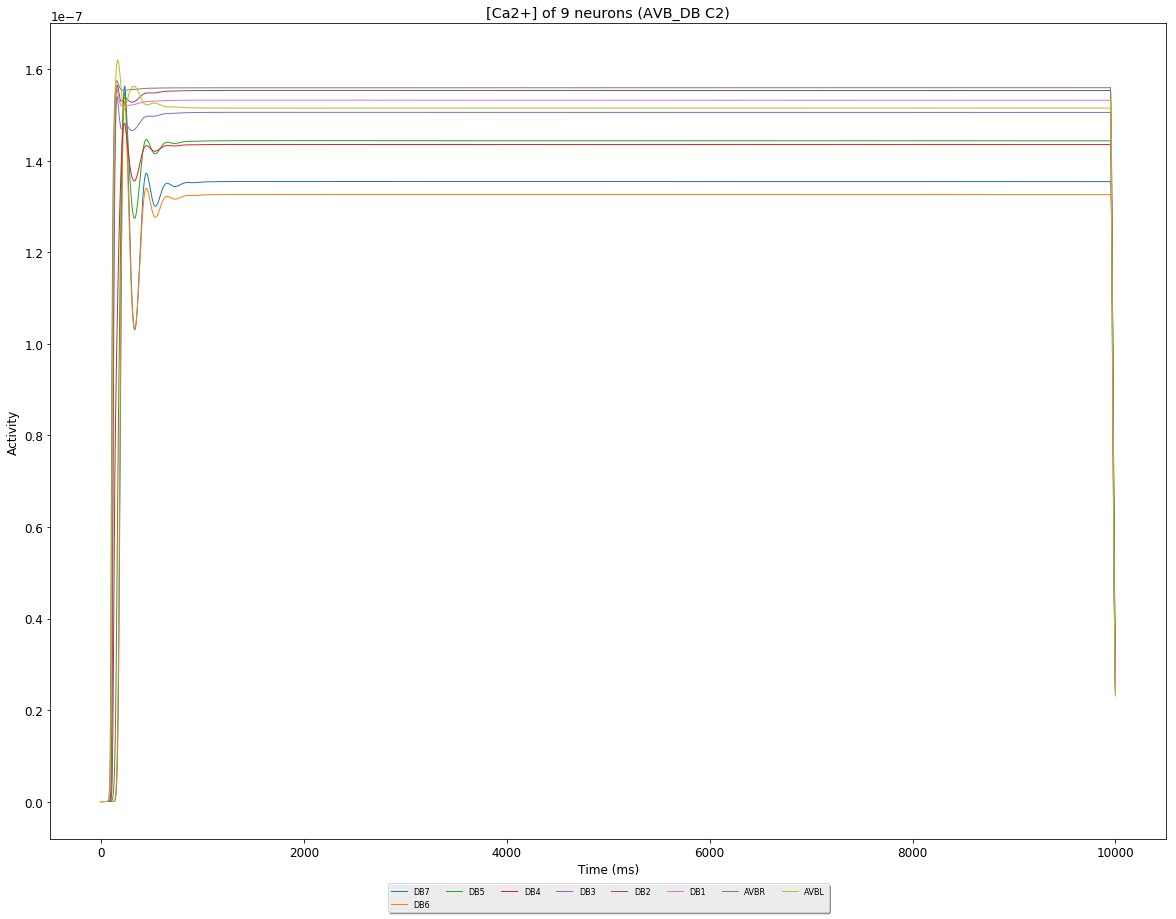 [Ca2+] of 9 neurons (AVB_DB C2)
1e−7
1.6
1.4
1.2
1.0
0.8
0.6
0.4
0.2
0.0
Activity
0 2000 4000 6000 8000 10000
Time (ms)
DB7 DB5 DB4 DB3 DB2 DB1 AVBR AVBL
DB6